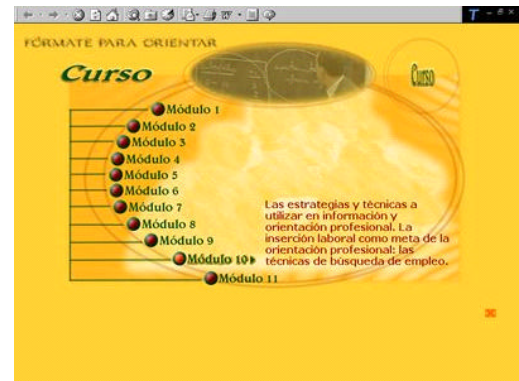 FÓRMATE PARA ORIENTAR
Curso
Curso
Módulo 1
Módulo 2
Módulo 3
Módulo 4
Módulo 5
Módulo 6
Módulo 7
Módulo 8
Módulo 9
Módulo 10
Módulo 11
Las estrategias y técnicas a
utilizar en información y
orientación profesional. La
inserción laboral como meta de la
orientación profesional: las
técnicas de búsqueda de empleo.